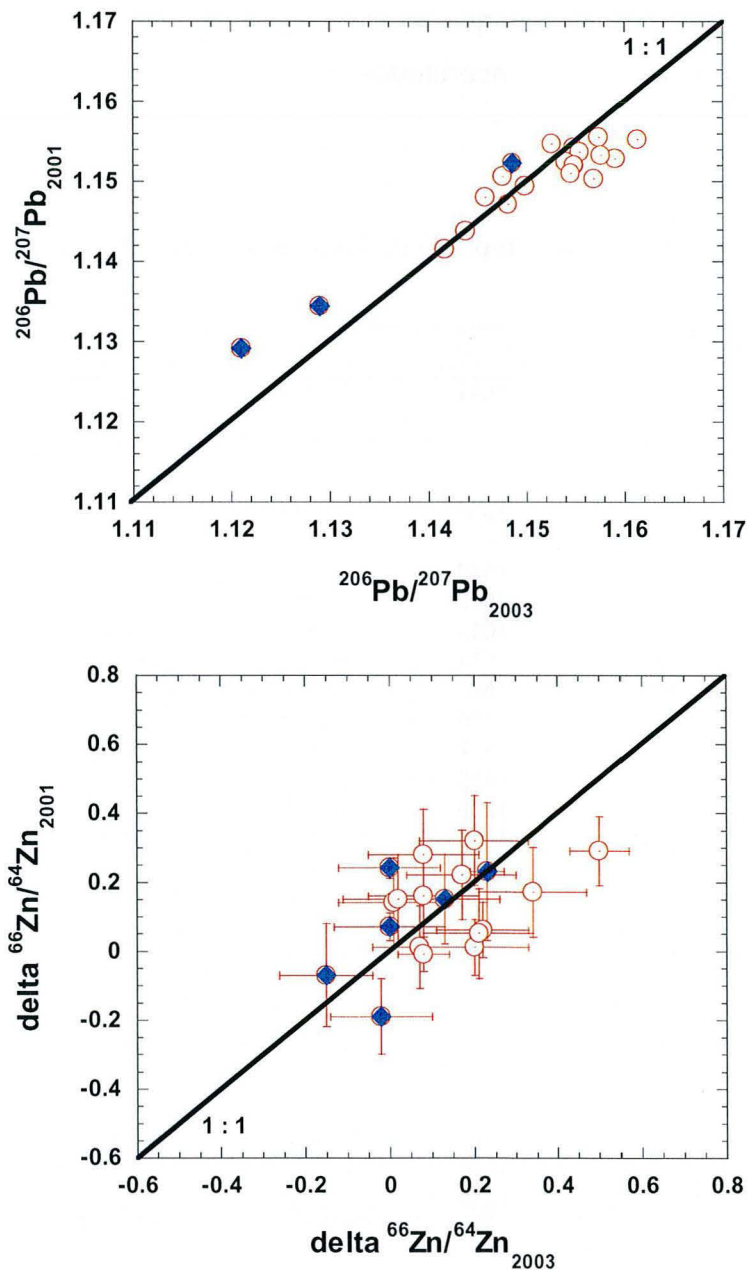 1.17
1.16
1.15
1.14
1.13
1.12
1.11
206Pb/207Pb2001
1 : 1
1.11 1.12 1.13 1.14 1.15 1.16 1.17
206Pb/207Pb2003
0.8
0.6
0.4
0.2
0
-0.2
-0.4
-0.6
delta 66Zn/64Zn2001
1 : 1
-0.6 -0.4 -0.2 0 0.2 0.4 0.6 0.8
delta 66Zn/64Zn2003